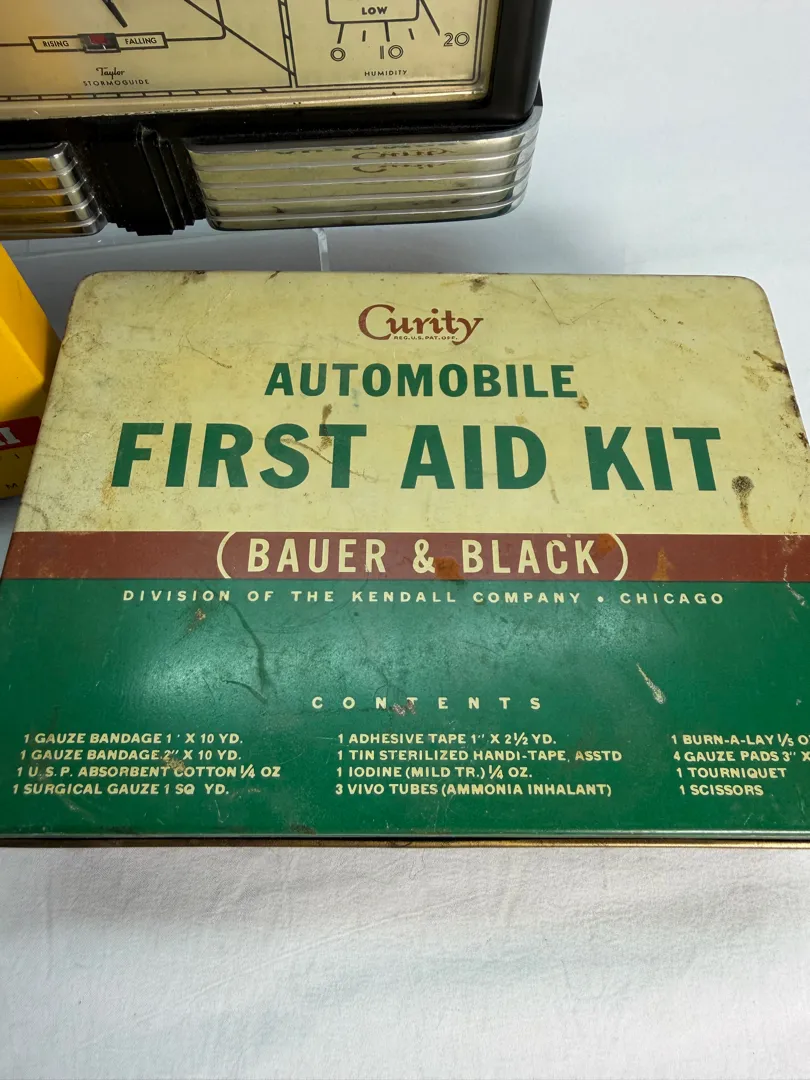 LOW
0 10 20
RISING FALLING
HUMIDITY
Taylor
STORMOGUIDE
Curity
REG. U.S. PAT. OFF.
AUTOMOBILE
FIRST AID KIT
(BAUER & BLACK)
DIVISION OF THE KENDALL COMPANY • CHICAGO
CONTENTS
1 GAUZE BANDAGE 1" X 10 YD.
1 GAUZE BANDAGE 2" X 10 YD.
1 U.S.P. ABSORBENT COTTON ¼ OZ
1 SURGICAL GAUZE 1 SQ YD.
1 ADHESIVE TAPE 1" X 2½ YD.
1 TIN STERILIZED HANDI-TAPE, ASSTD
1 IODINE (MILD TR.) ¼ OZ.
3 VIVO TUBES (AMMONIA INHALANT)
1 BURN-A-LAY ⅕ O
4 GAUZE PADS 3" X
1 TOURNIQUET
1 SCISSORS